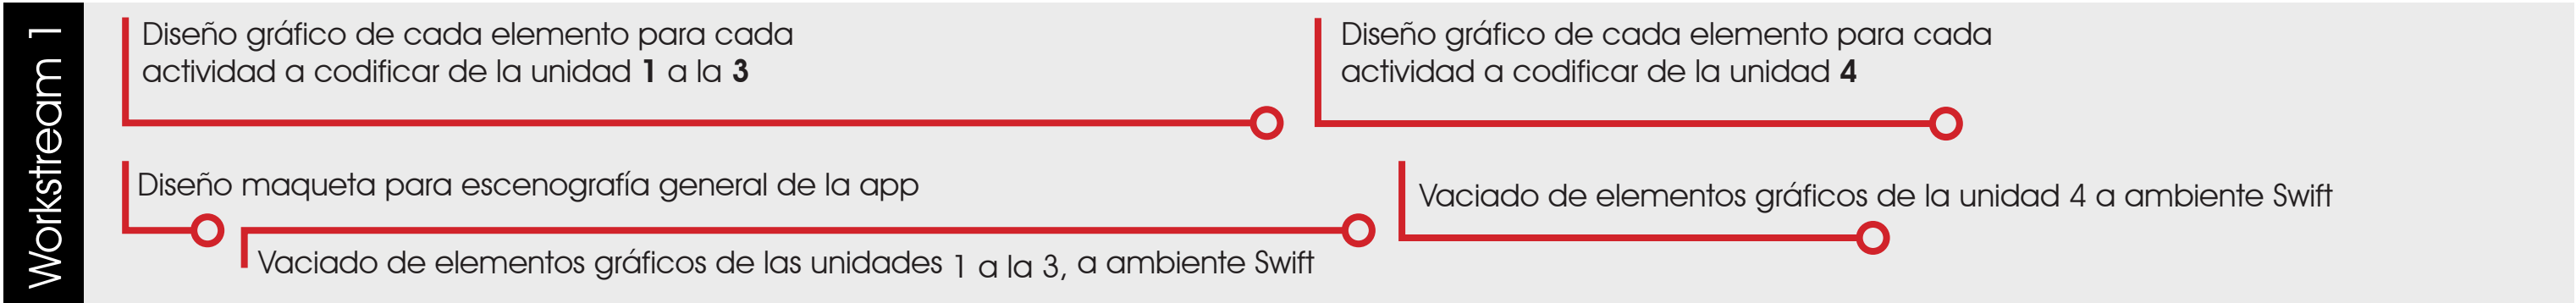 Workstream 1
Diseño gráfico de cada elemento para cada
actividad a codificar de la unidad 1 a la 3
Diseño gráfico de cada elemento para cada
actividad a codificar de la unidad 4
Diseño maqueta para escenografía general de la app
Vaciado de elementos gráficos de las unidades 1 a la 3, a ambiente Swift
Vaciado de elementos gráficos de la unidad 4 a ambiente Swift